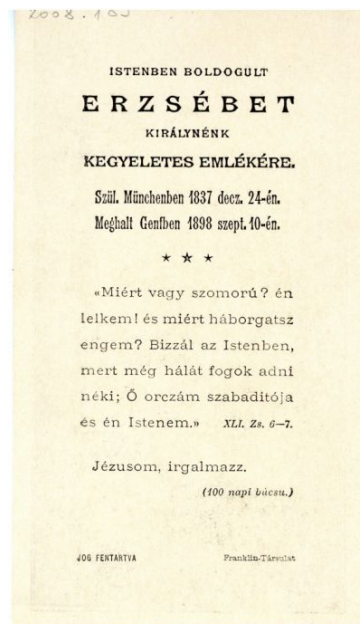 ISTENBEN BOLDOGULT
ERZSÉBET
KIRÁLYNÉNK
KEGYELETES EMLÉKÉRE.
Szül. Münchenben 1837 decz. 24-én.
Meghalt Genfben 1898 szept. 10-én.
«Miért vagy szomorú? én
lelkem! és miért háborgatsz
engem? Bizzál az Istenben,
mert még hálát fogok adni
néki; Ő orczám szabaditója
és én Istenem.» XLI. Zs. 6—7.
Jézusom, irgalmazz.
(100 napi búcsu.)
JOG FENTARTVA Franklin-Társulat